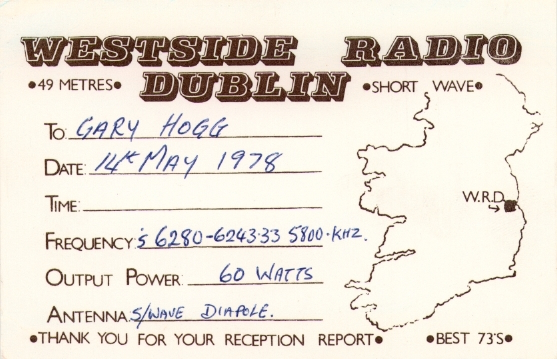 WESTSIDE RADIO
DUBLIN
•49 METRES• •SHORT WAVE•
TO: GARY HOGG
DATE: 14th MAY 1978
TIME:
W.R.D.
FREQUENCY:'s 6280-6243·33 5800·KHZ.
OUTPUT POWER: 60 WATTS
ANTENNA: S/WAVE DIAPOLE.
•THANK YOU FOR YOUR RECEPTION REPORT• •BEST 73'S•